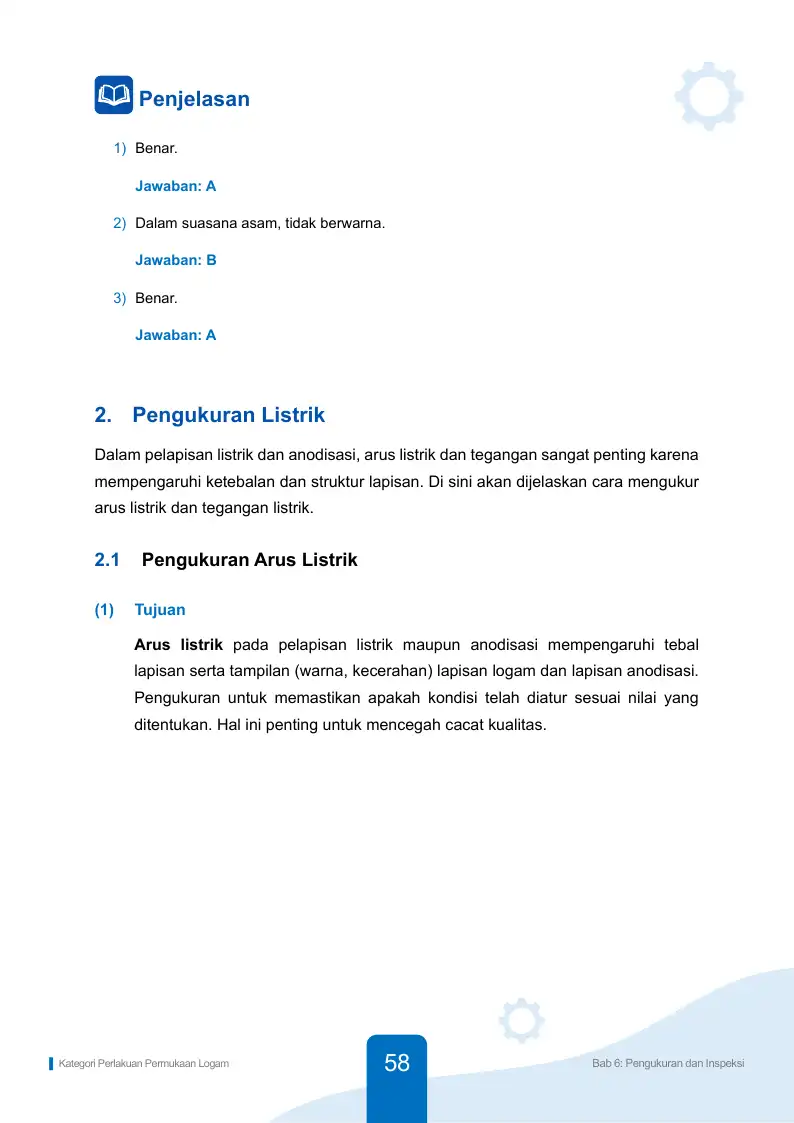 Penjelasan
1) Benar.
Jawaban: A
2) Dalam suasana asam, tidak berwarna.
Jawaban: B
3) Benar.
Jawaban: A
2. Pengukuran Listrik
Dalam pelapisan listrik dan anodisasi, arus listrik dan tegangan sangat penting karena
mempengaruhi ketebalan dan struktur lapisan. Di sini akan dijelaskan cara mengukur
arus listrik dan tegangan listrik.
2.1 Pengukuran Arus Listrik
(1) Tujuan
Arus listrik pada pelapisan listrik maupun anodisasi mempengaruhi tebal
lapisan serta tampilan (warna, kecerahan) lapisan logam dan lapisan anodisasi.
Pengukuran untuk memastikan apakah kondisi telah diatur sesuai nilai yang
ditentukan. Hal ini penting untuk mencegah cacat kualitas.
Kategori Perlakuan Permukaan Logam
58
Bab 6: Pengukuran dan Inspeksi